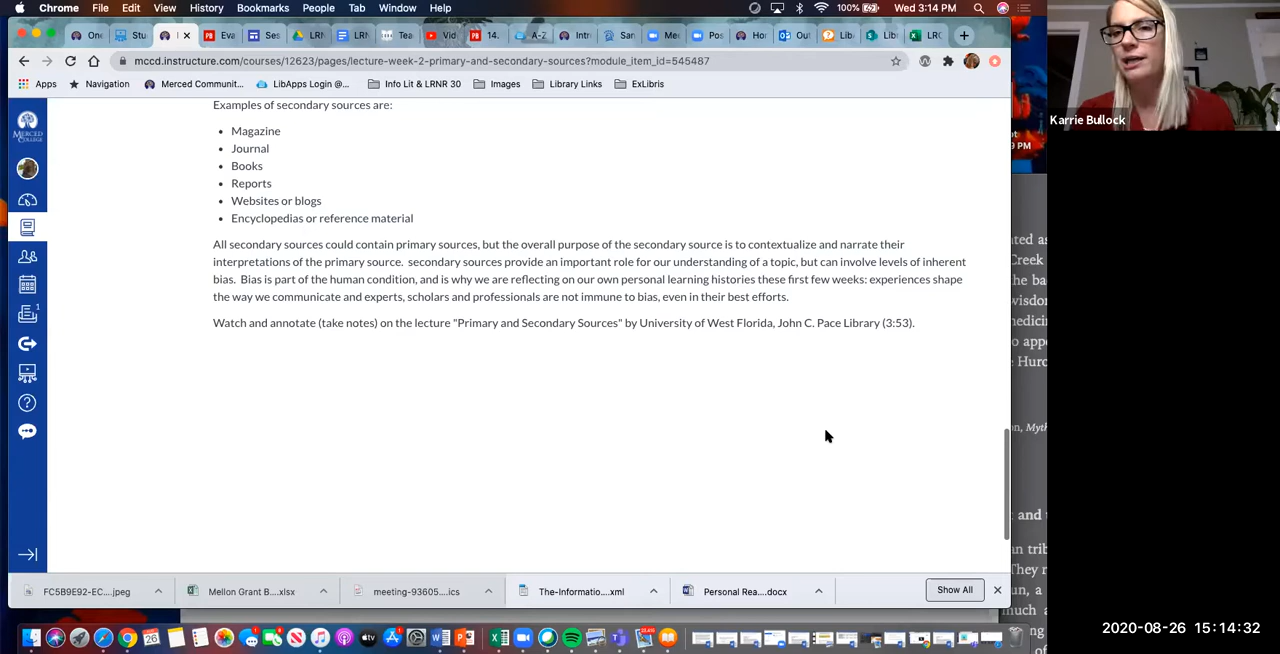 Chrome File Edit View History Bookmarks People Tab Window Help
100% Wed 3:14 PM
mccd.instructure.com/courses/12623/pages/lecture-week-2-primary-and-secondary-sources?module_item_id=545487
Apps Navigation Merced Communit... LibApps Login @... Info Lit & LRNR 30 Images Library Links ExLibris
Karrie Bullock
9 PM
MERCED
COLLEGE
Examples of secondary sources are:
Magazine
Journal
Books
Reports
Websites or blogs
Encyclopedias or reference material
All secondary sources could contain primary sources, but the overall purpose of the secondary source is to contextualize and narrate their
interpretations of the primary source. secondary sources provide an important role for our understanding of a topic, but can involve levels of inherent
bias. Bias is part of the human condition, and is why we are reflecting on our own personal learning histories these first few weeks: experiences shape
the way we communicate and experts, scholars and professionals are not immune to bias, even in their best efforts.
Watch and annotate (take notes) on the lecture "Primary and Secondary Sources" by University of West Florida, John C. Pace Library (3:53).
FC5B9E92-EC....jpeg Mellon Grant B....xlsx meeting-93605....ics The-Informatio....xml Personal Rea....docx Show All
2020-08-26 15:14:32